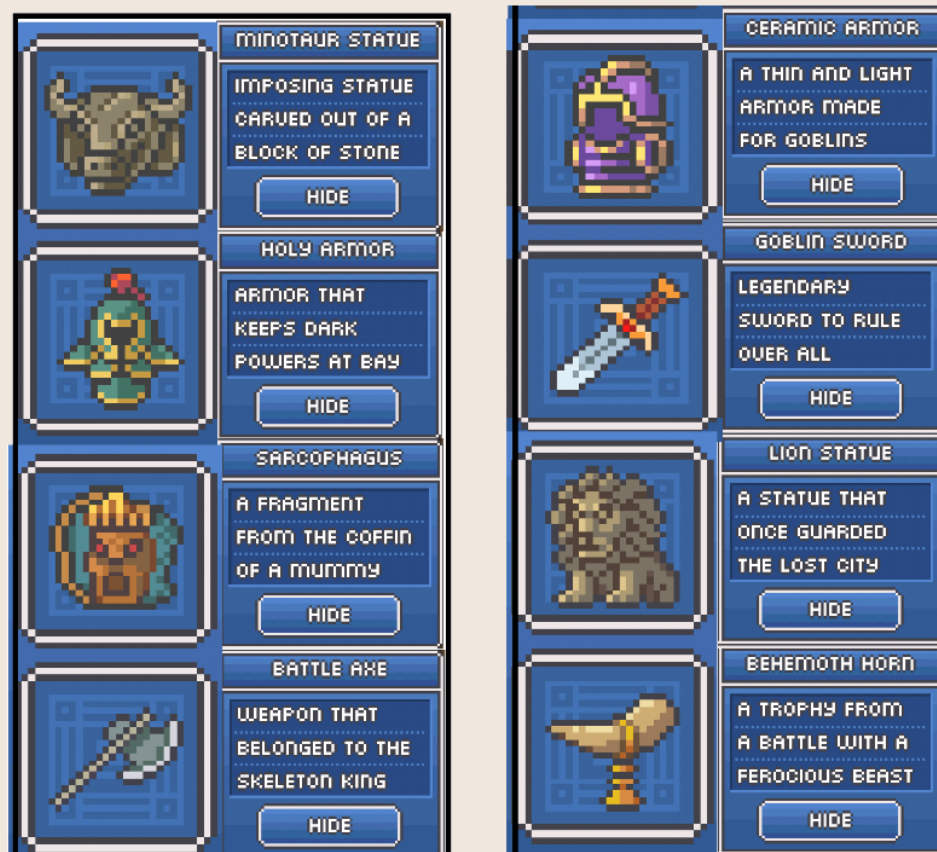 MINOTAUR STATUE
IMPOSING STATUE
CARVED OUT OF A
BLOCK OF STONE
HIDE
HOLY ARMOR
ARMOR THAT
KEEPS DARK
POWERS AT BAY
HIDE
SARCOPHAGUS
A FRAGMENT
FROM THE COFFIN
OF A MUMMY
HIDE
BATTLE AXE
WEAPON THAT
BELONGED TO THE
SKELETON KING
HIDE
CERAMIC ARMOR
A THIN AND LIGHT
ARMOR MADE
FOR GOBLINS
HIDE
GOBLIN SWORD
LEGENDARY
SWORD TO RULE
OVER ALL
HIDE
LION STATUE
A STATUE THAT
ONCE GUARDED
THE LOST CITY
HIDE
BEHEMOTH HORN
A TROPHY FROM
A BATTLE WITH A
FEROCIOUS BEAST
HIDE